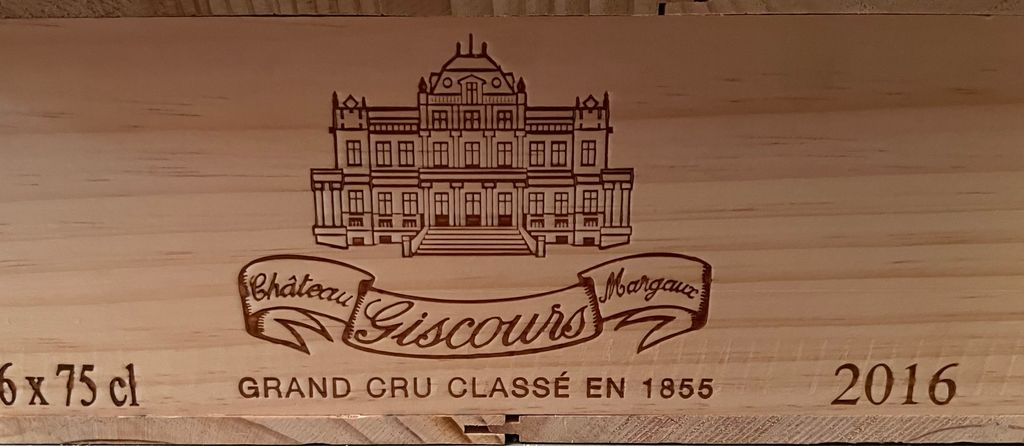 Château Giscours Margaux
6 x 75 cl
GRAND CRU CLASSÉ EN 1855
2016